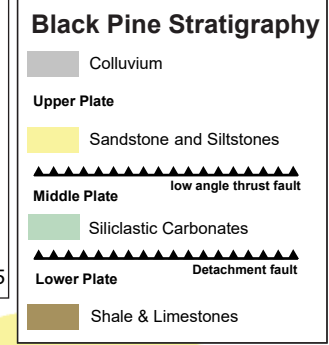 Black Pine Stratigraphy
Colluvium
Upper Plate
Sandstone and Siltstones
low angle thrust fault
Middle Plate
Siliclastic Carbonates
Detachment fault
Lower Plate
5
Shale & Limestones